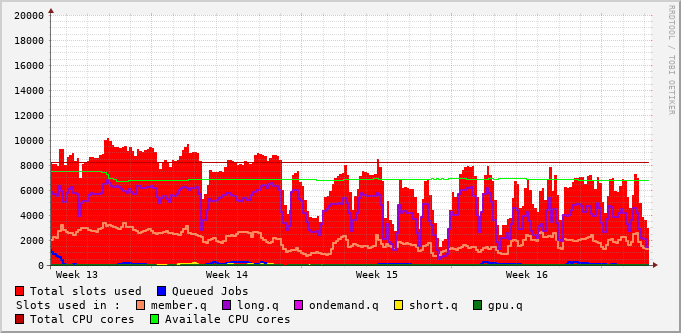 RRDTOOL / TOBI OETIKER
20000
18000
16000
14000
12000
10000
8000
6000
4000
2000
0
Week 13 Week 14 Week 15 Week 16
Total slots used Queued Jobs
Slots used in : member.q long.q ondemand.q short.q gpu.q
Total CPU cores Availale CPU cores